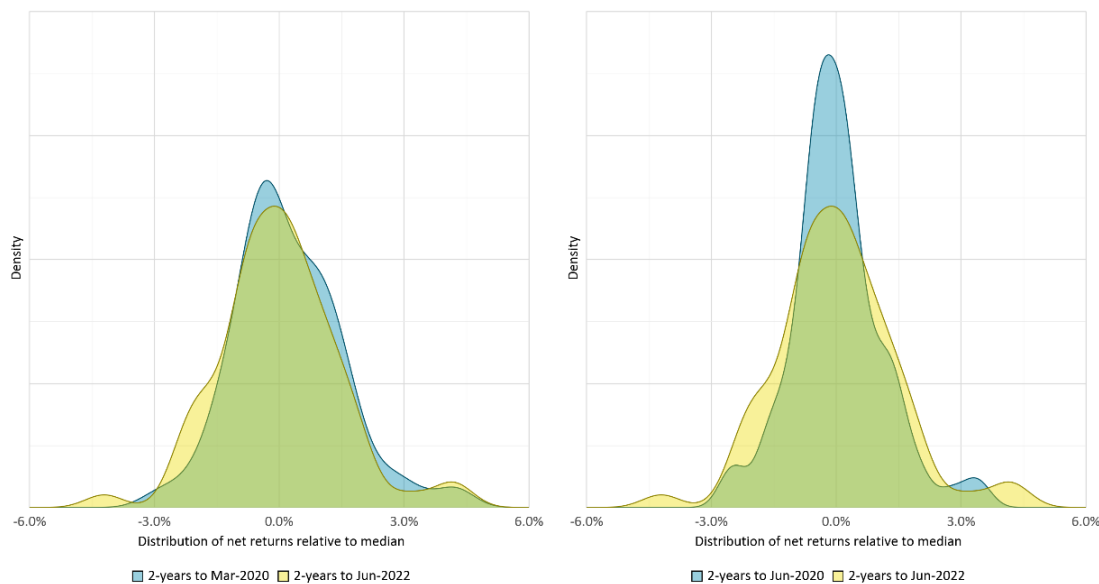 Density
-6.0% -3.0% 0.0% 3.0% 6.0%
Distribution of net returns relative to median
2-years to Mar-2020 2-years to Jun-2022
Density
-6.0% -3.0% 0.0% 3.0% 6.0%
Distribution of net returns relative to median
2-years to Jun-2020 2-years to Jun-2022